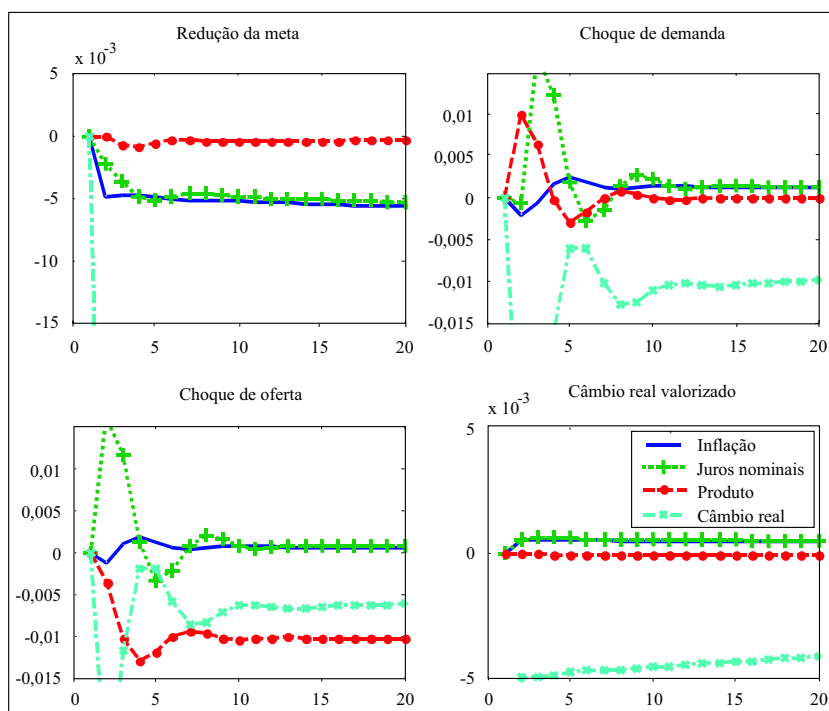 Redução da meta
x 10⁻³
5
0
-5
-10
-15
0 5 10 15 20
Choque de demanda
0,01
0,005
0
-0,005
-0,01
-0,015
0 5 10 15 20
Choque de oferta
0,01
0,005
0
-0,005
-0,01
-0,015
0 5 10 15 20
Câmbio real valorizado
x 10⁻³
5
0
-5
0 5 10 15 20
Inflação
Juros nominais
Produto
Câmbio real